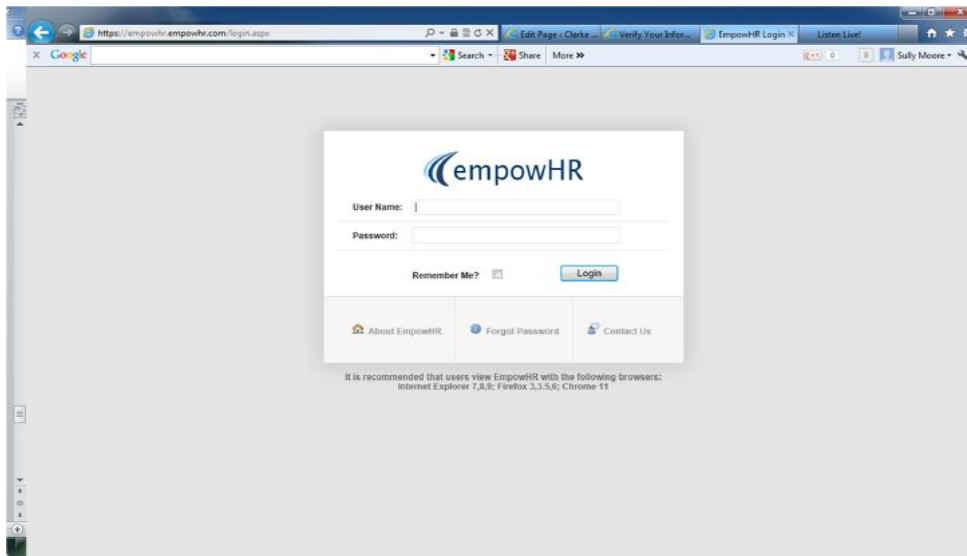 https://empowhr.empowhr.com/login.aspx
Edit Page - Clarke ...
Verify Your Infor...
EmpowHR Login
Listen Live!
Google
Search
Share
More »
0
0
Sully Moore
empowHR
User Name:
Password:
Remember Me?
Login
About EmpowHR
Forgot Password
Contact Us
It is recommended that users view EmpowHR with the following browsers:
Internet Explorer 7,8,9; Firefox 3,3.5,6; Chrome 11